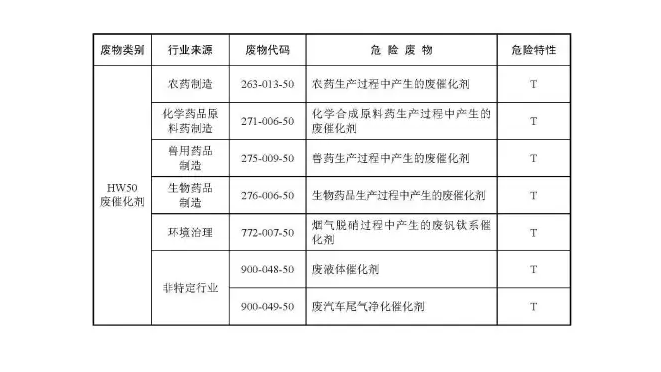 废物类别 行业来源 废物代码 危险废物 危险特性
HW50
废催化剂
农药制造 263-013-50 农药生产过程中产生的废催化剂 T
化学药品原
料药制造
271-006-50
化学合成原料药生产过程中产生的
废催化剂
T
兽用药品
制造
275-009-50 兽药生产过程中产生的废催化剂 T
生物药品
制造
276-006-50 生物药品生产过程中产生的废催化剂 T
环境治理 772-007-50
烟气脱硝过程中产生的废钒钛系催
化剂
T
非特定行业
900-048-50 废液体催化剂 T
900-049-50 废汽车尾气净化催化剂 T